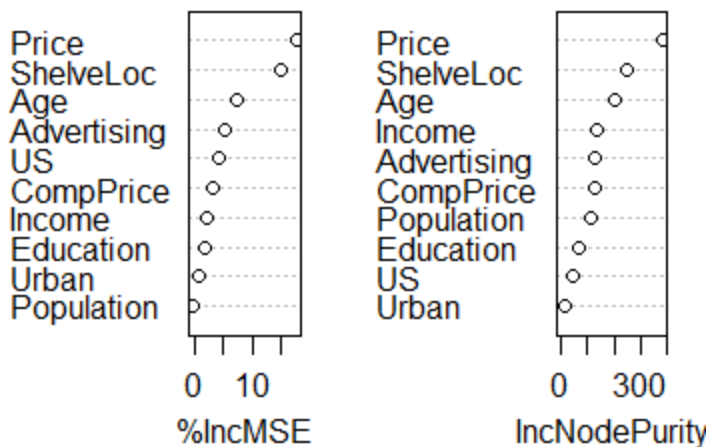 Price
ShelveLoc
Age
Advertising
US
CompPrice
Income
Education
Urban
Population
0 10
%IncMSE
Price
ShelveLoc
Age
Income
Advertising
CompPrice
Population
Education
US
Urban
0 300
IncNodePurity